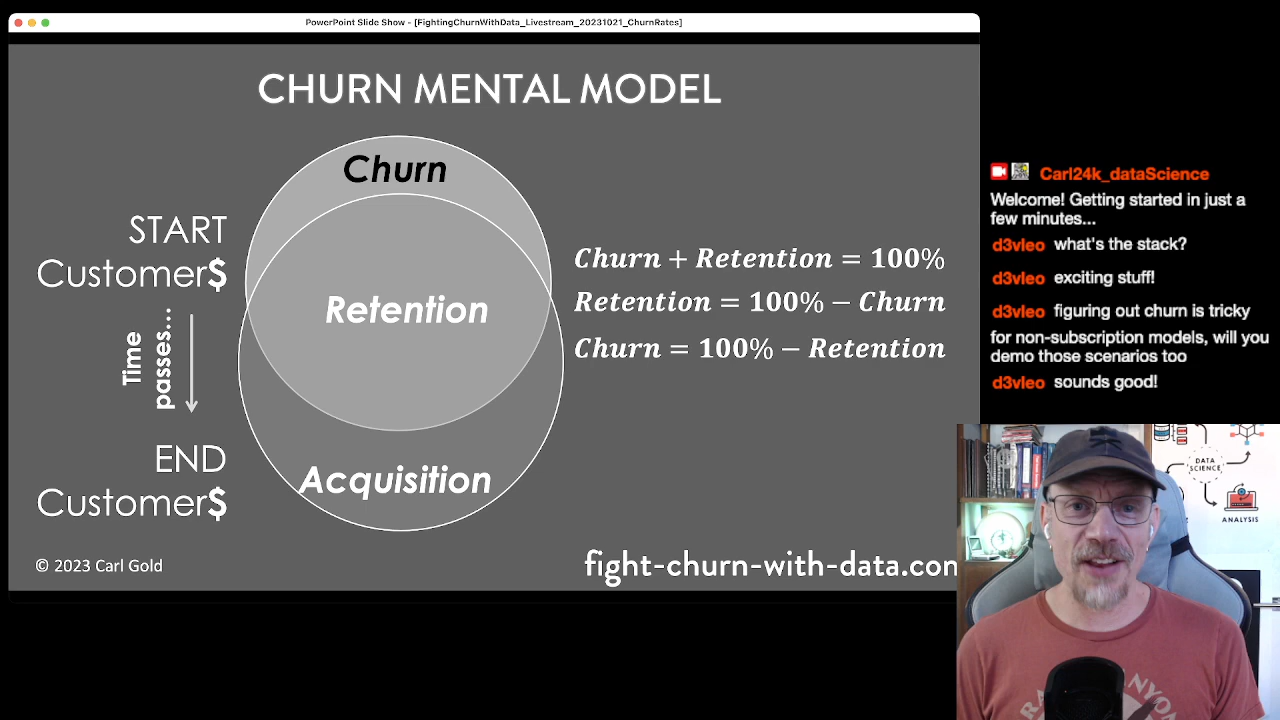 PowerPoint Slide Show - [FightingChurnWithData_Livestream_20231021_ChurnRates]
CHURN MENTAL MODEL
Churn
START
Customer$
Retention
Time
passes...
END
Customer$
Acquisition
Churn + Retention = 100%
Retention = 100% − Churn
Churn = 100% − Retention
© 2023 Carl Gold
fight-churn-with-data.com
Carl24k_dataScience
Welcome! Getting started in just a
few minutes...
d3vleo what's the stack?
d3vleo exciting stuff!
d3vleo figuring out churn is tricky
for non-subscription models, will you
demo those scenarios too
d3vleo sounds good!
DATA
SCIENCE
ANALYSIS